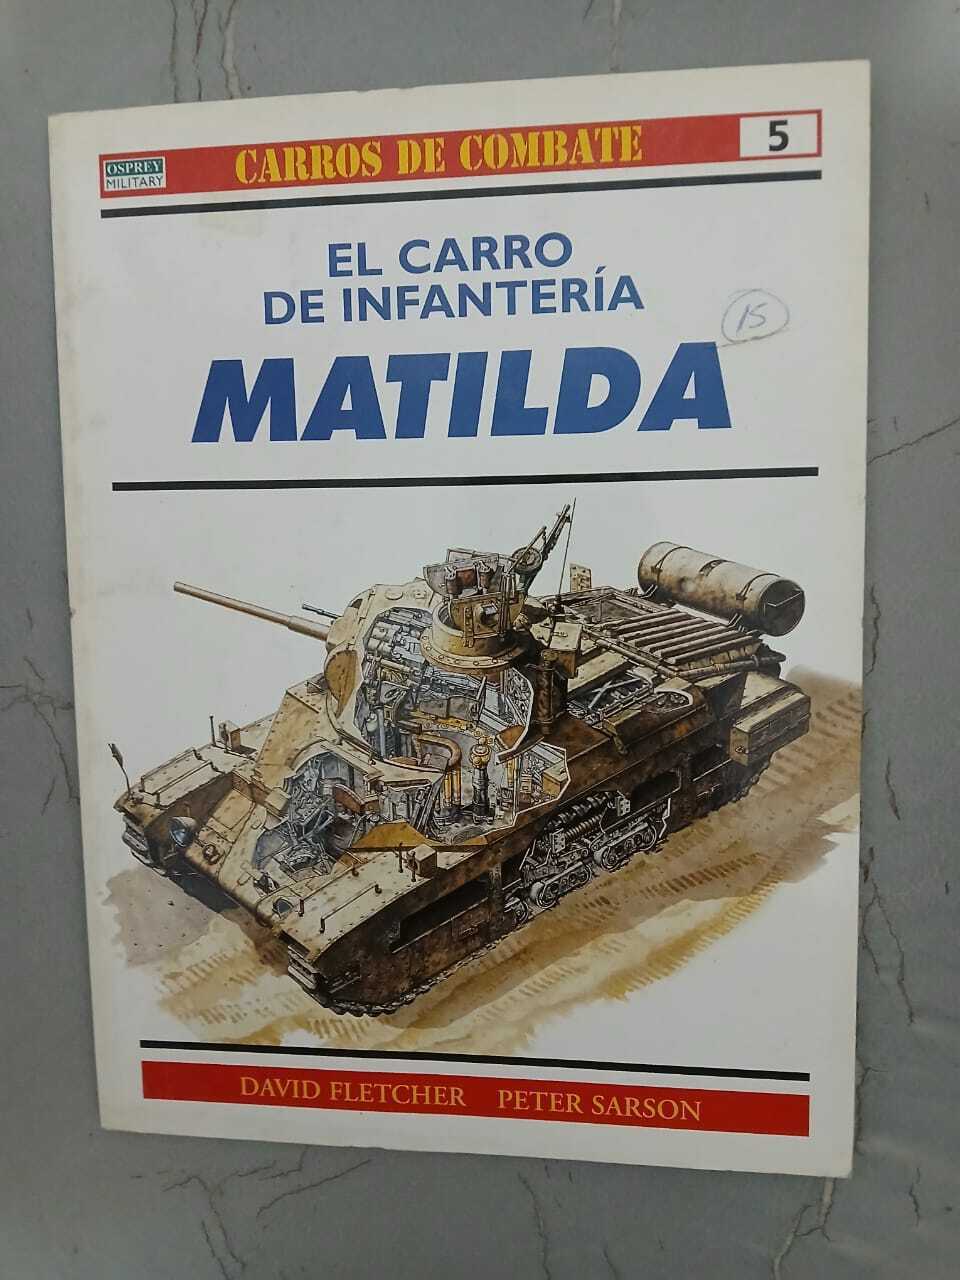 OSPREY
MILITARY
CARROS DE COMBATE
5
EL CARRO
DE INFANTERÍA
15
MATILDA
DAVID FLETCHER PETER SARSON